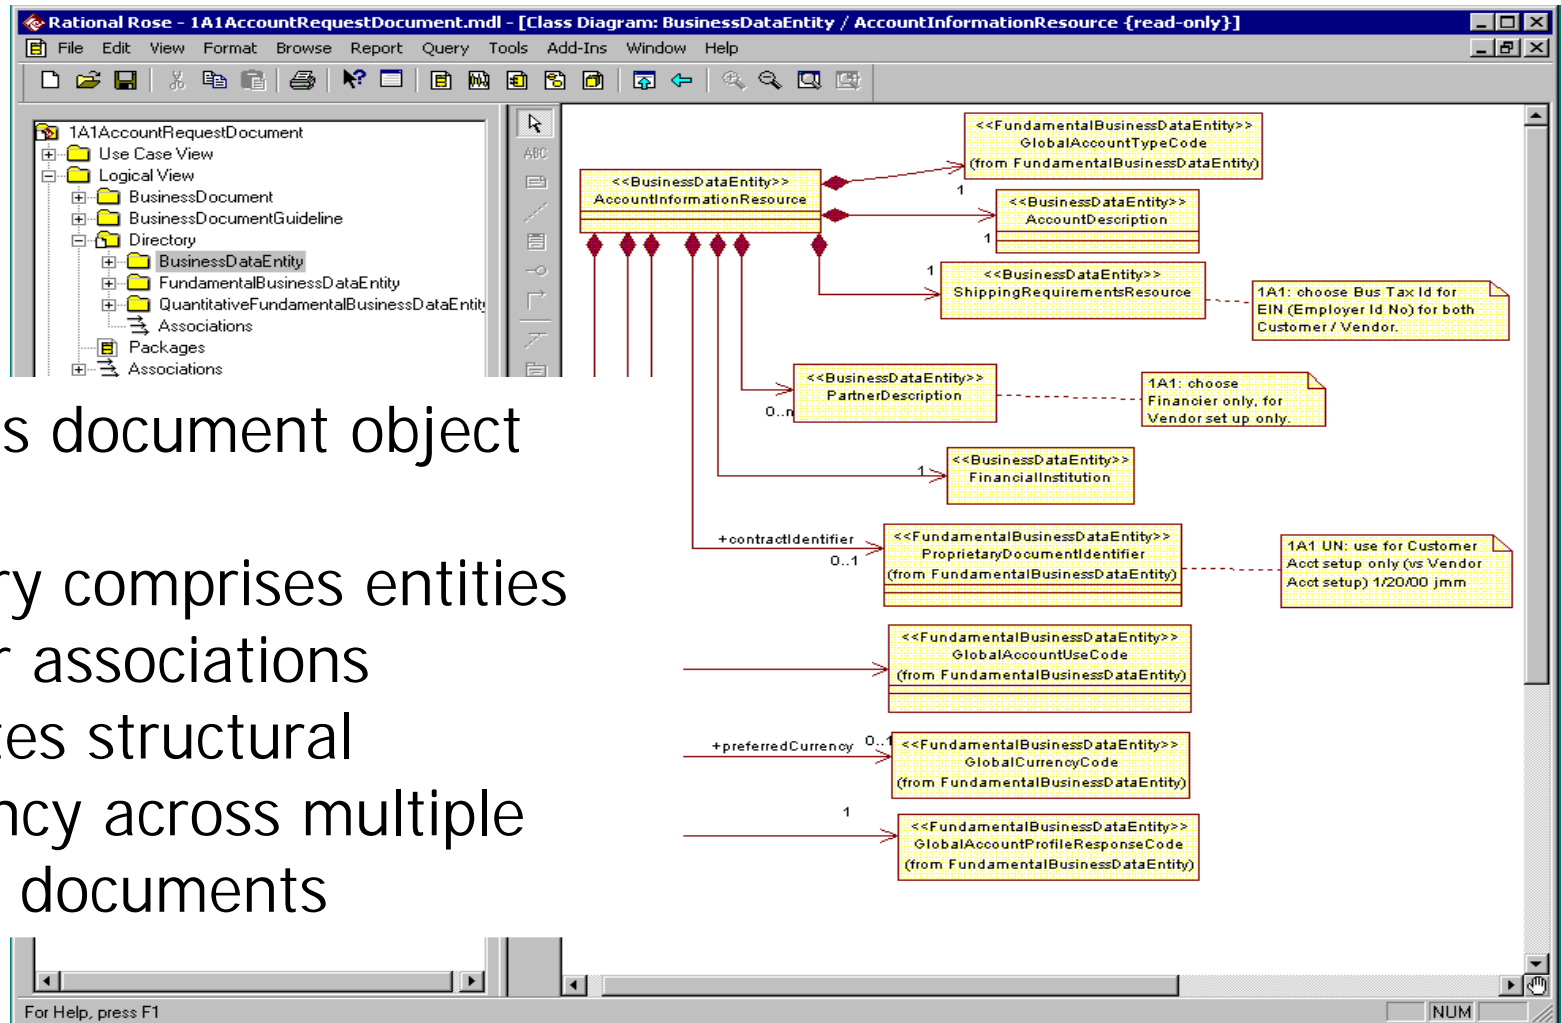 Rational Rose - 1A1AccountRequestDocument.mdl - [Class Diagram: BusinessDataEntity / AccountInformationResource {read-only}]
File Edit View Format Browse Report Query Tools Add-Ins Window Help
1A1AccountRequestDocument
Use Case View
Logical View
BusinessDocument
BusinessDocumentGuideline
Directory
BusinessDataEntity
FundamentalBusinessDataEntity
QuantitativeFundamentalBusinessDataEntity
Associations
Packages
Associations
ABC
<<BusinessDataEntity>>
AccountInformationResource
<<FundamentalBusinessDataEntity>>
GlobalAccountTypeCode
(from FundamentalBusinessDataEntity)
1
<<BusinessDataEntity>>
AccountDescription
1
<<BusinessDataEntity>>
ShippingRequirementsResource
1
1A1: choose Bus Tax Id for
EIN (Employer Id No) for both
Customer / Vendor.
<<BusinessDataEntity>>
PartnerDescription
0..n
1A1: choose
Financier only, for
Vendor set up only.
<<BusinessDataEntity>>
FinancialInstitution
1
+contractIdentifier
0..1
<<FundamentalBusinessDataEntity>>
ProprietaryDocumentIdentifier
(from FundamentalBusinessDataEntity)
1A1 UN: use for Customer
Acct setup only (vs Vendor
Acct setup) 1/20/00 jmm
<<FundamentalBusinessDataEntity>>
GlobalAccountUseCode
(from FundamentalBusinessDataEntity)
+preferredCurrency
0..1
<<FundamentalBusinessDataEntity>>
GlobalCurrencyCode
(from FundamentalBusinessDataEntity)
1
<<FundamentalBusinessDataEntity>>
GlobalAccountProfileResponseCode
(from FundamentalBusinessDataEntity)
s document object
ry comprises entities
r associations
tes structural
ncy across multiple
documents
For Help, press F1
NUM